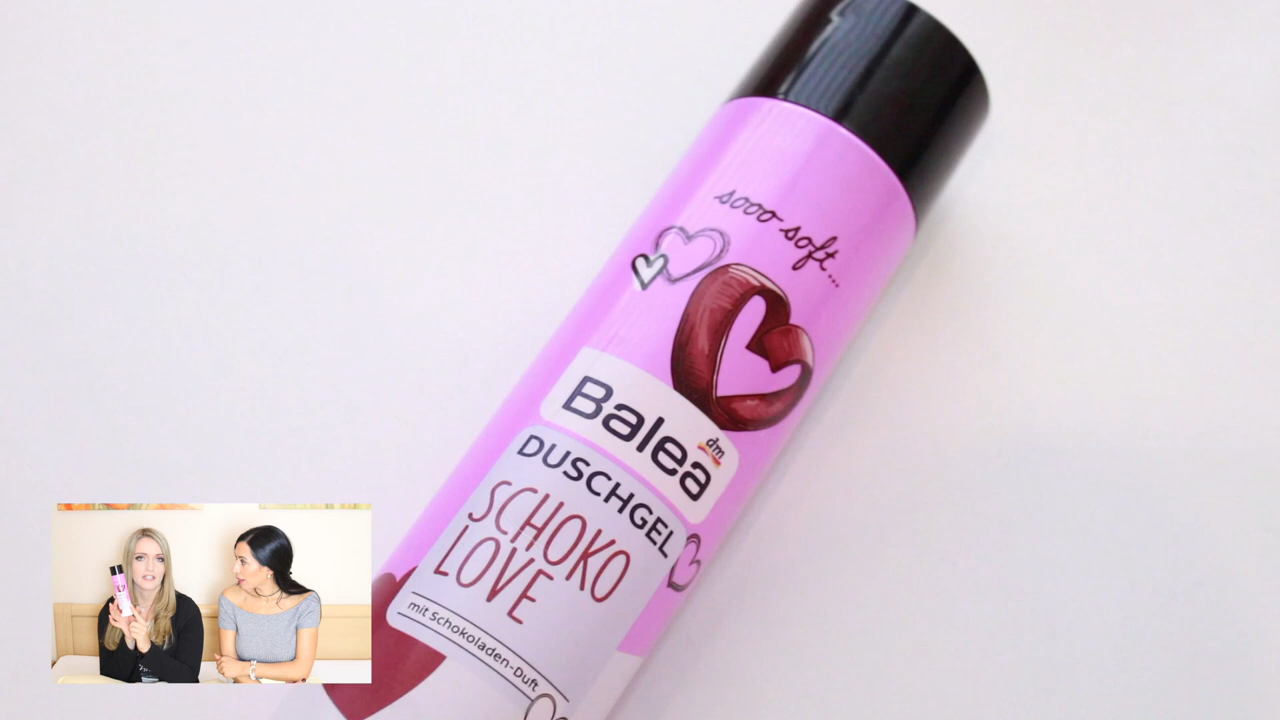 sooo soft...
Balea
dm
DUSCHGEL
SCHOKO
LOVE
mit Schokoladen-Duft